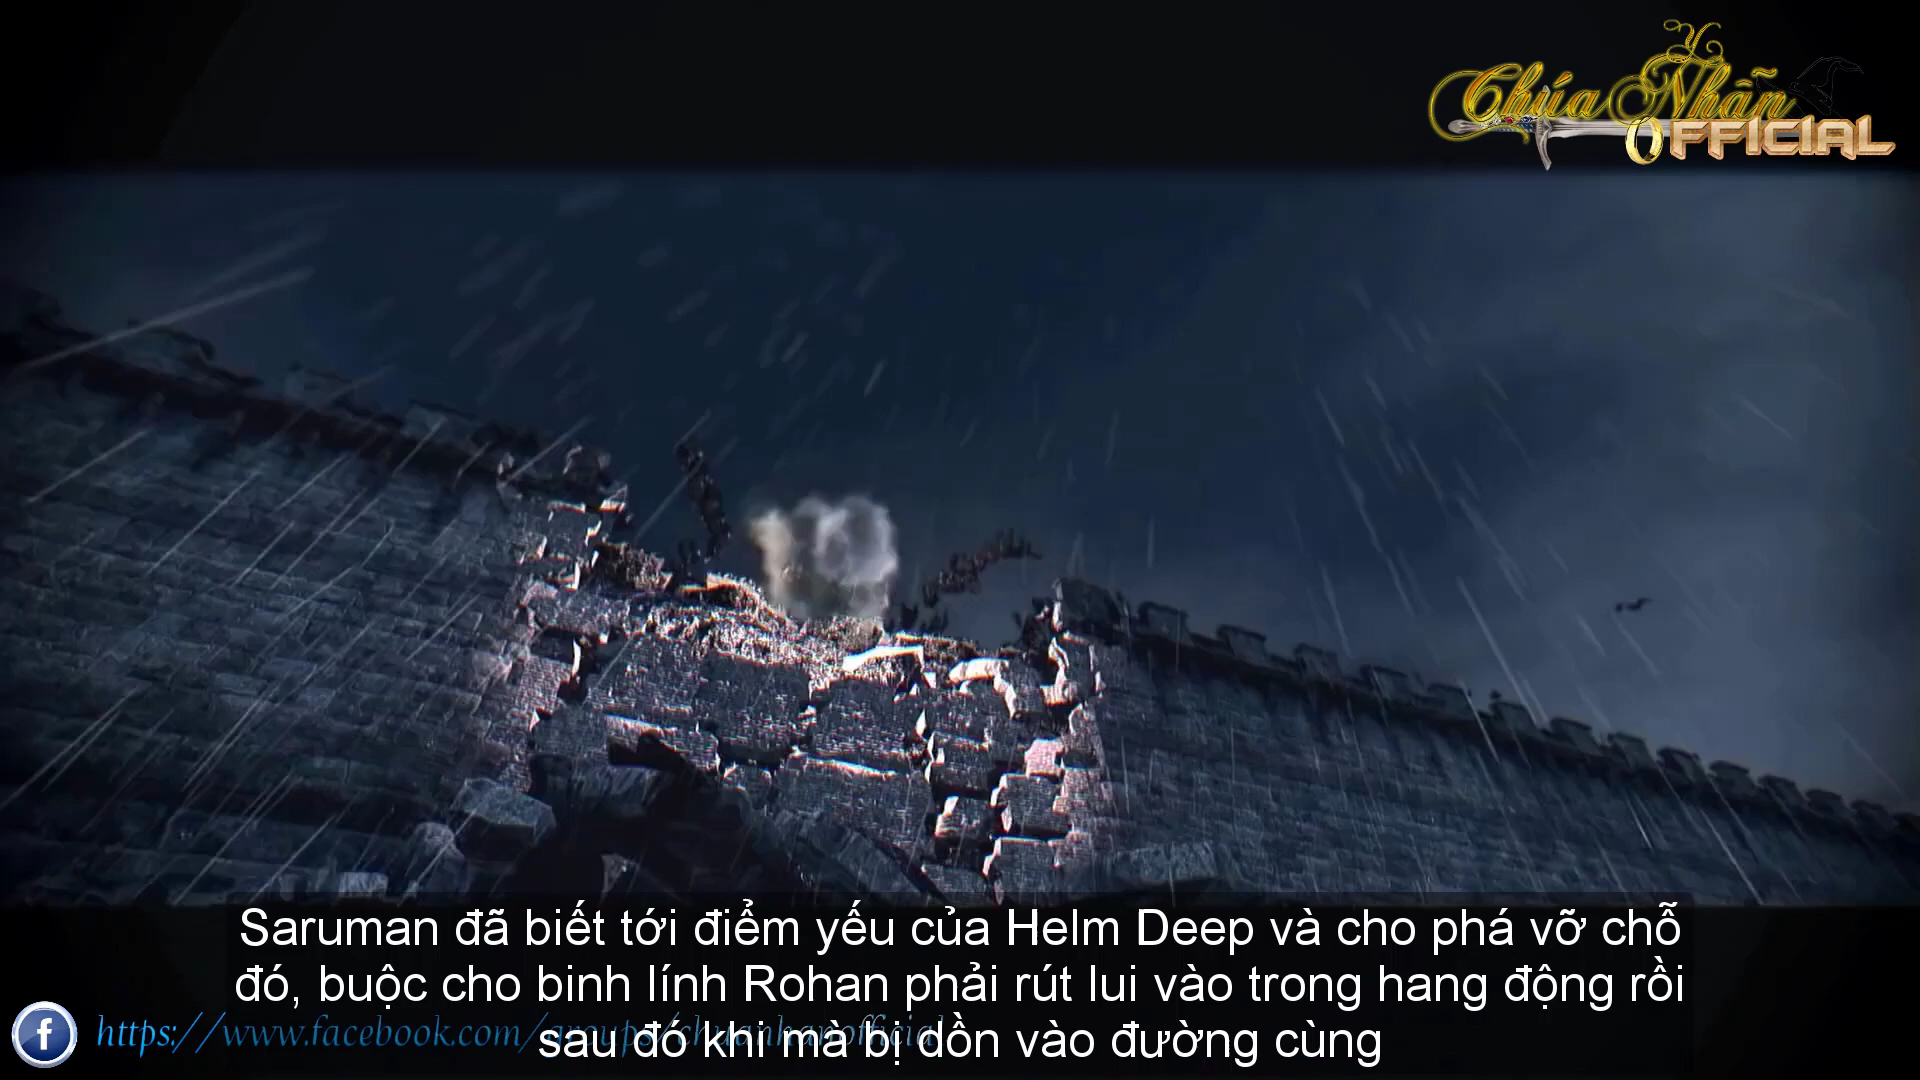 Chúa Nhẫn
OFFICIAL
Saruman đã biết tới điểm yếu của Helm Deep và cho phá vỡ chỗ
đó, buộc cho binh lính Rohan phải rút lui vào trong hang động rồi
sau đó khi mà bị dồn vào đường cùng
https://www.facebook.com/groups/chuanhanofficial